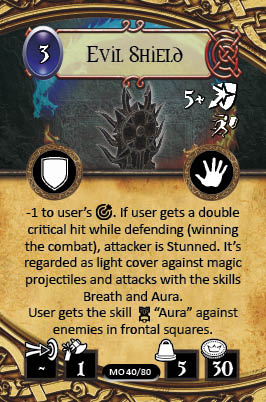 3
Evil Shield
5+
-1 to user's . If user gets a double
critical hit while defending (winning
the combat), attacker is Stunned. It's
regarded as light cover against magic
projectiles and attacks with the skills
Breath and Aura.
User gets the skill "Aura" against
enemies in frontal squares.
~ 1 MO40/80 5 30